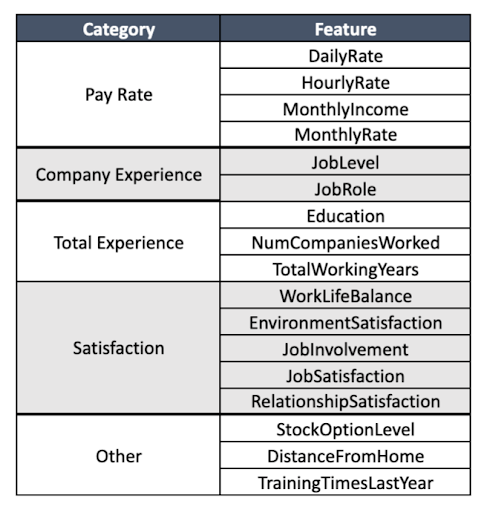 Category Feature
Pay Rate
DailyRate
HourlyRate
MonthlyIncome
MonthlyRate
Company Experience
JobLevel
JobRole
Total Experience
Education
NumCompaniesWorked
TotalWorkingYears
Satisfaction
WorkLifeBalance
EnvironmentSatisfaction
JobInvolvement
JobSatisfaction
RelationshipSatisfaction
Other
StockOptionLevel
DistanceFromHome
TrainingTimesLastYear